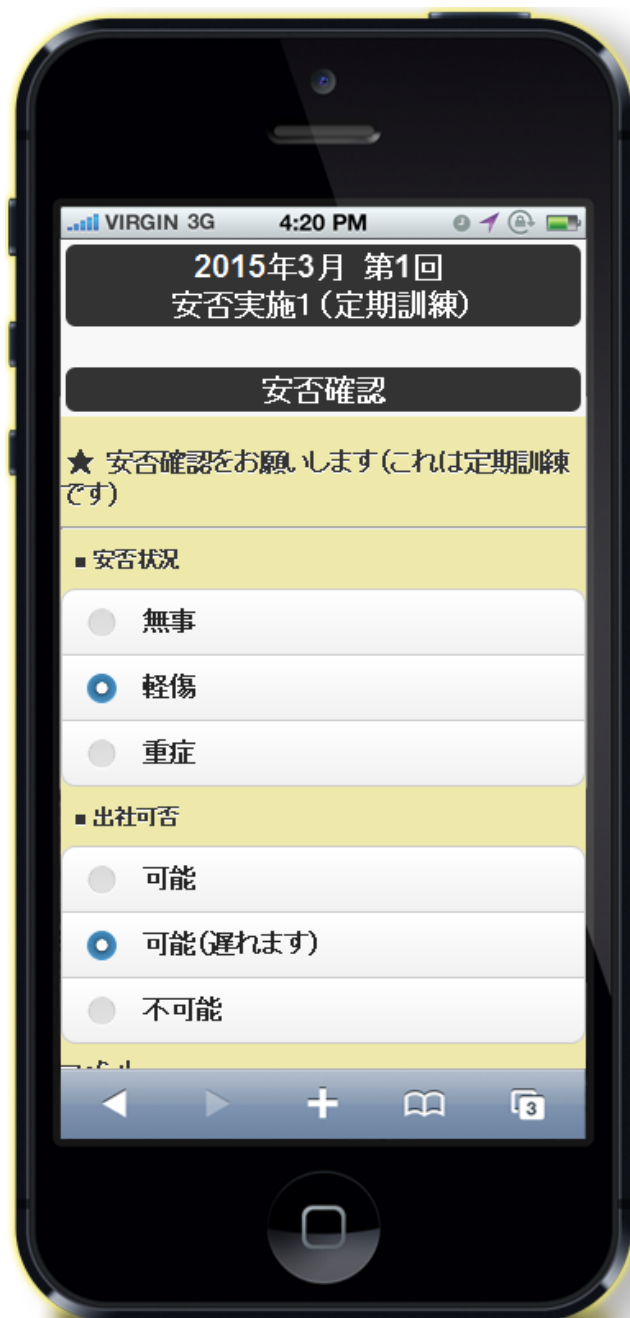 VIRGIN 3G 4:20 PM
2015年3月 第1回
安否実施1(定期訓練)
安否確認
★ 安否確認をお願いします(これは定期訓練
です)
■ 安否状況
無事
軽傷
重症
■ 出社可否
可能
可能(遅れます)
不可能
3